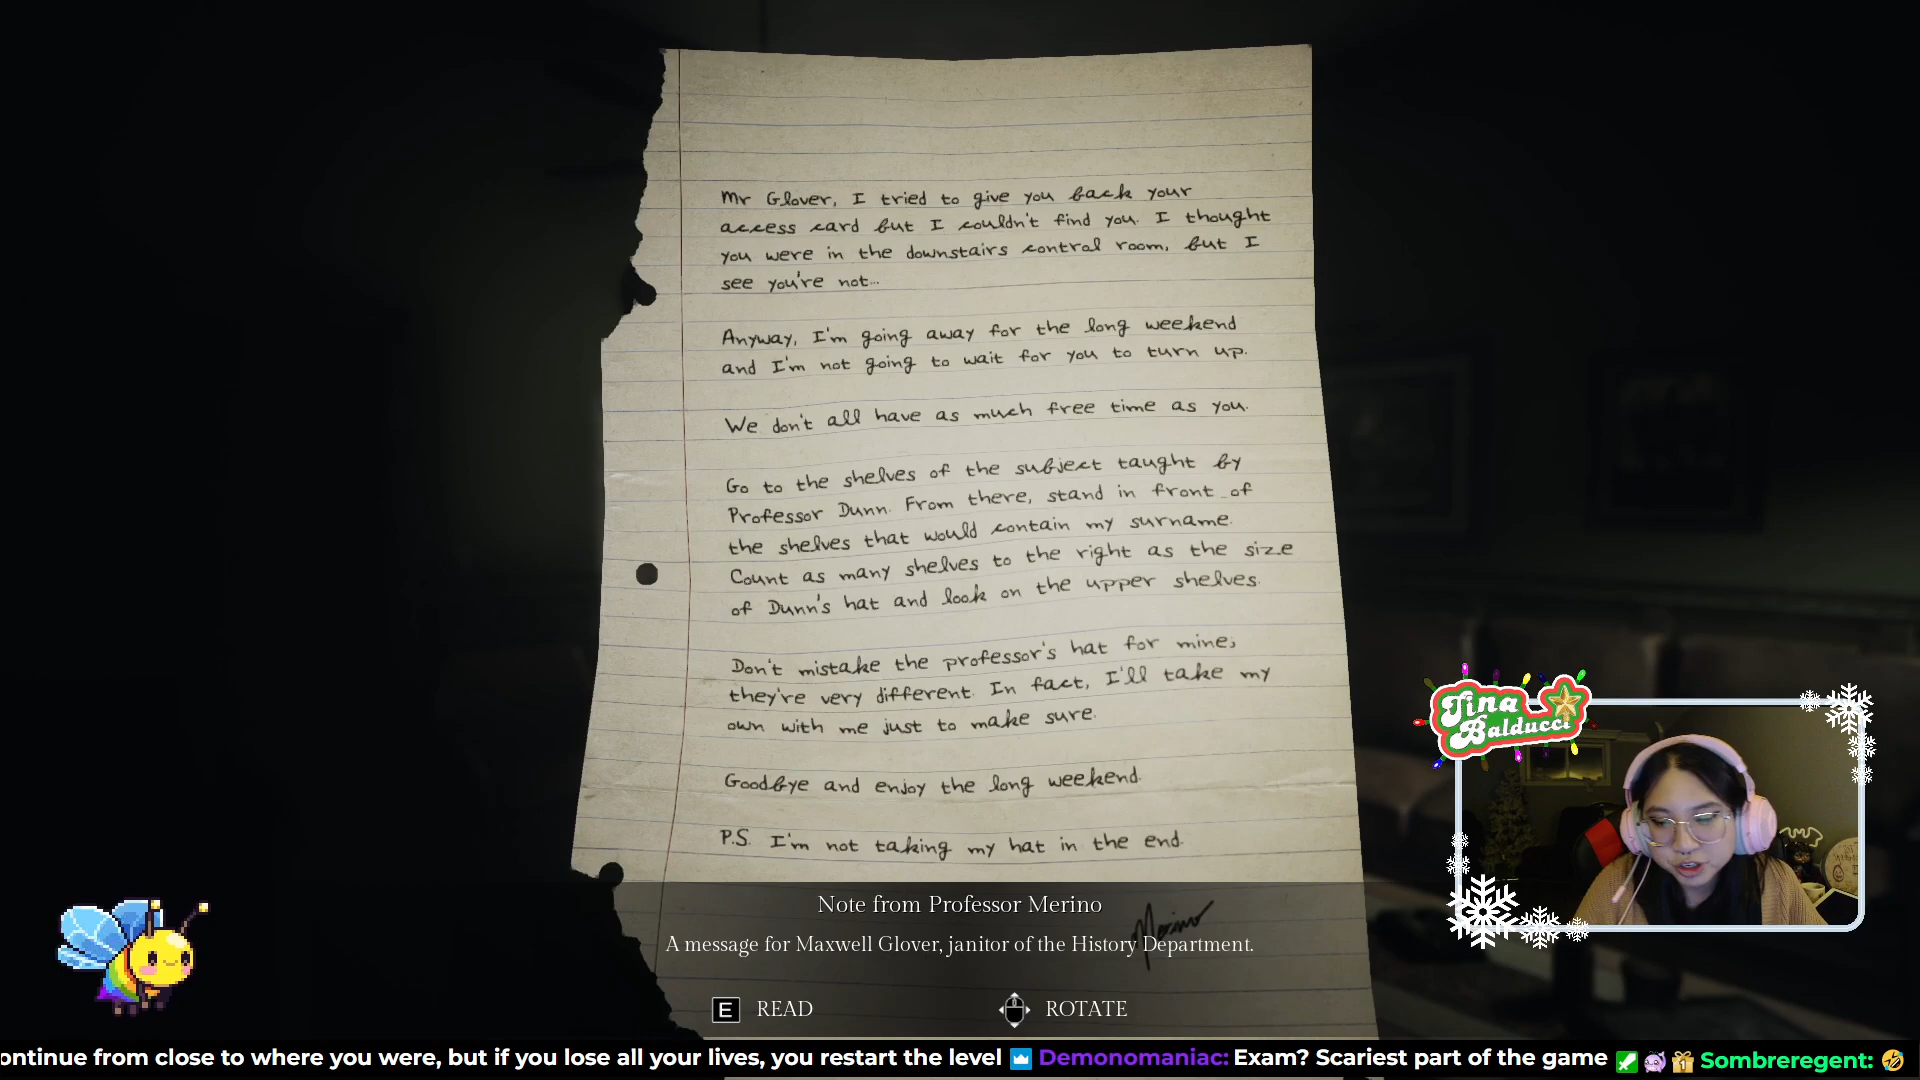 Mr Glover, I tried to give you back your
access card but I couldn't find you. I thought
you were in the downstairs control room, but I
see you're not...
Anyway, I'm going away for the long weekend
and I'm not going to wait for you to turn up.
We don't all have as much free time as you.
Go to the shelves of the subject taught by
Professor Dunn. From there, stand in front of
the shelves that would contain my surname.
Count as many shelves to the right as the size
of Dunn's hat and look on the upper shelves.
Don't mistake the professor's hat for mine;
they're very different. In fact, I'll take my
own with me just to make sure.
Goodbye and enjoy the long weekend.
P.S. I'm not taking my hat in the end.
Merino
Note from Professor Merino
A message for Maxwell Glover, janitor of the History Department.
E READ
ROTATE
Tina
Balducci
ontinue from close to where you were, but if you lose all your lives, you restart the level Demonomaniac: Exam? Scariest part of the game Sombreregent: